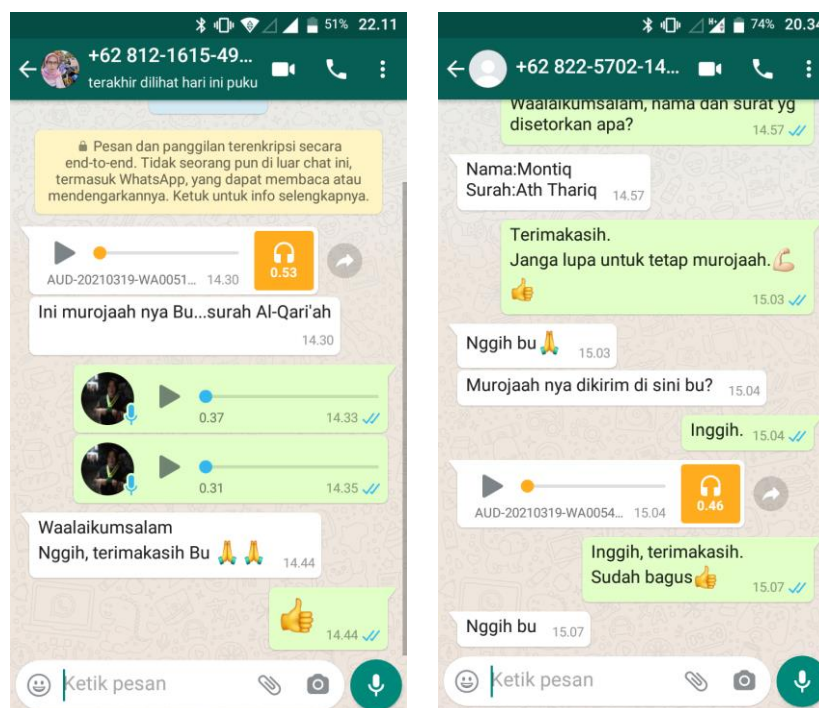 51% 22.11
+62 812-1615-49...
terakhir dilihat hari ini puku
Pesan dan panggilan terenkripsi secara
end-to-end. Tidak seorang pun di luar chat ini,
termasuk WhatsApp, yang dapat membaca atau
mendengarkannya. Ketuk untuk info selengkapnya.
0.53
AUD-20210319-WA0051... 14.30
Ini murojaah nya Bu...surah Al-Qari'ah
14.30
0.37 14.33
0.31 14.35
Waalaikumsalam
Nggih, terimakasih Bu 🙏 🙏 14.44
👍 14.44
Ketik pesan
74% 20.34
+62 822-5702-14...
Waalaikumsalam, nama dan surat yg
disetorkan apa? 14.57
Nama:Montiq
Surah:Ath Thariq 14.57
Terimakasih.
Janga lupa untuk tetap murojaah.💪
👍 15.03
Nggih bu🙏 15.03
Murojaah nya dikirim di sini bu? 15.04
Inggih. 15.04
0.46
AUD-20210319-WA0054... 15.04
Inggih, terimakasih.
Sudah bagus👍 15.07
Nggih bu 15.07
Ketik pesan